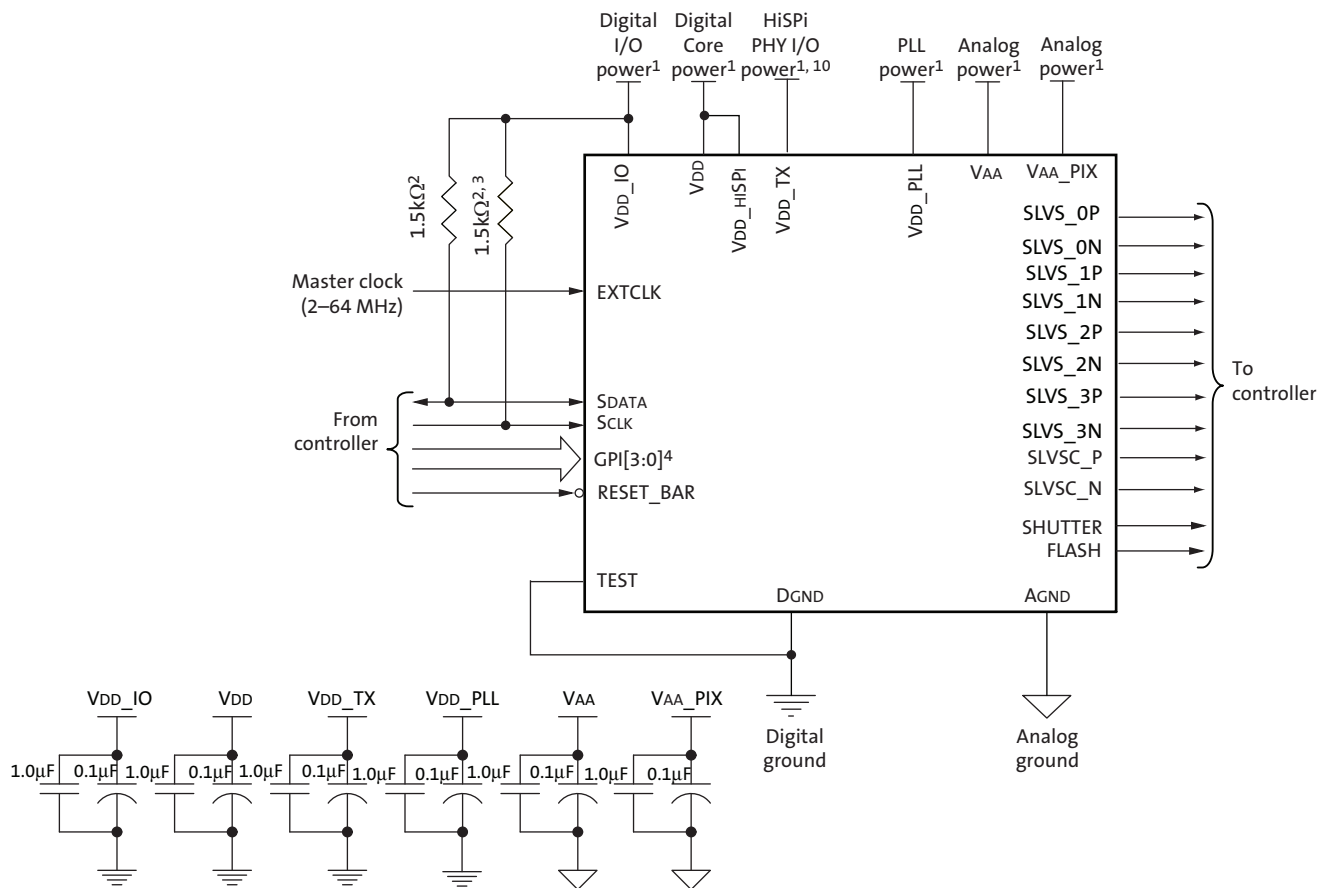 Digital
I/O
power1
Digital
Core
power1
HiSPi
PHY I/O
power1, 10
PLL
power1
Analog
power1
Analog
power1
1.5kΩ2
1.5kΩ2, 3
VDD_IO
VDD
VDD_HiSPi
VDD_TX
VDD_PLL
VAA
VAA_PIX
Master clock
(2–64 MHz)
EXTCLK
From
controller
SDATA
SCLK
GPI[3:0]4
RESET_BAR
TEST
DGND
AGND
SLVS_0P
SLVS_0N
SLVS_1P
SLVS_1N
SLVS_2P
SLVS_2N
SLVS_3P
SLVS_3N
SLVSC_P
SLVSC_N
SHUTTER
FLASH
To
controller
Digital
ground
Analog
ground
VDD_IO
VDD
VDD_TX
VDD_PLL
VAA
VAA_PIX
1.0µF
0.1µF
1.0µF
0.1µF
1.0µF
0.1µF
1.0µF
0.1µF
1.0µF
0.1µF
1.0µF
0.1µF